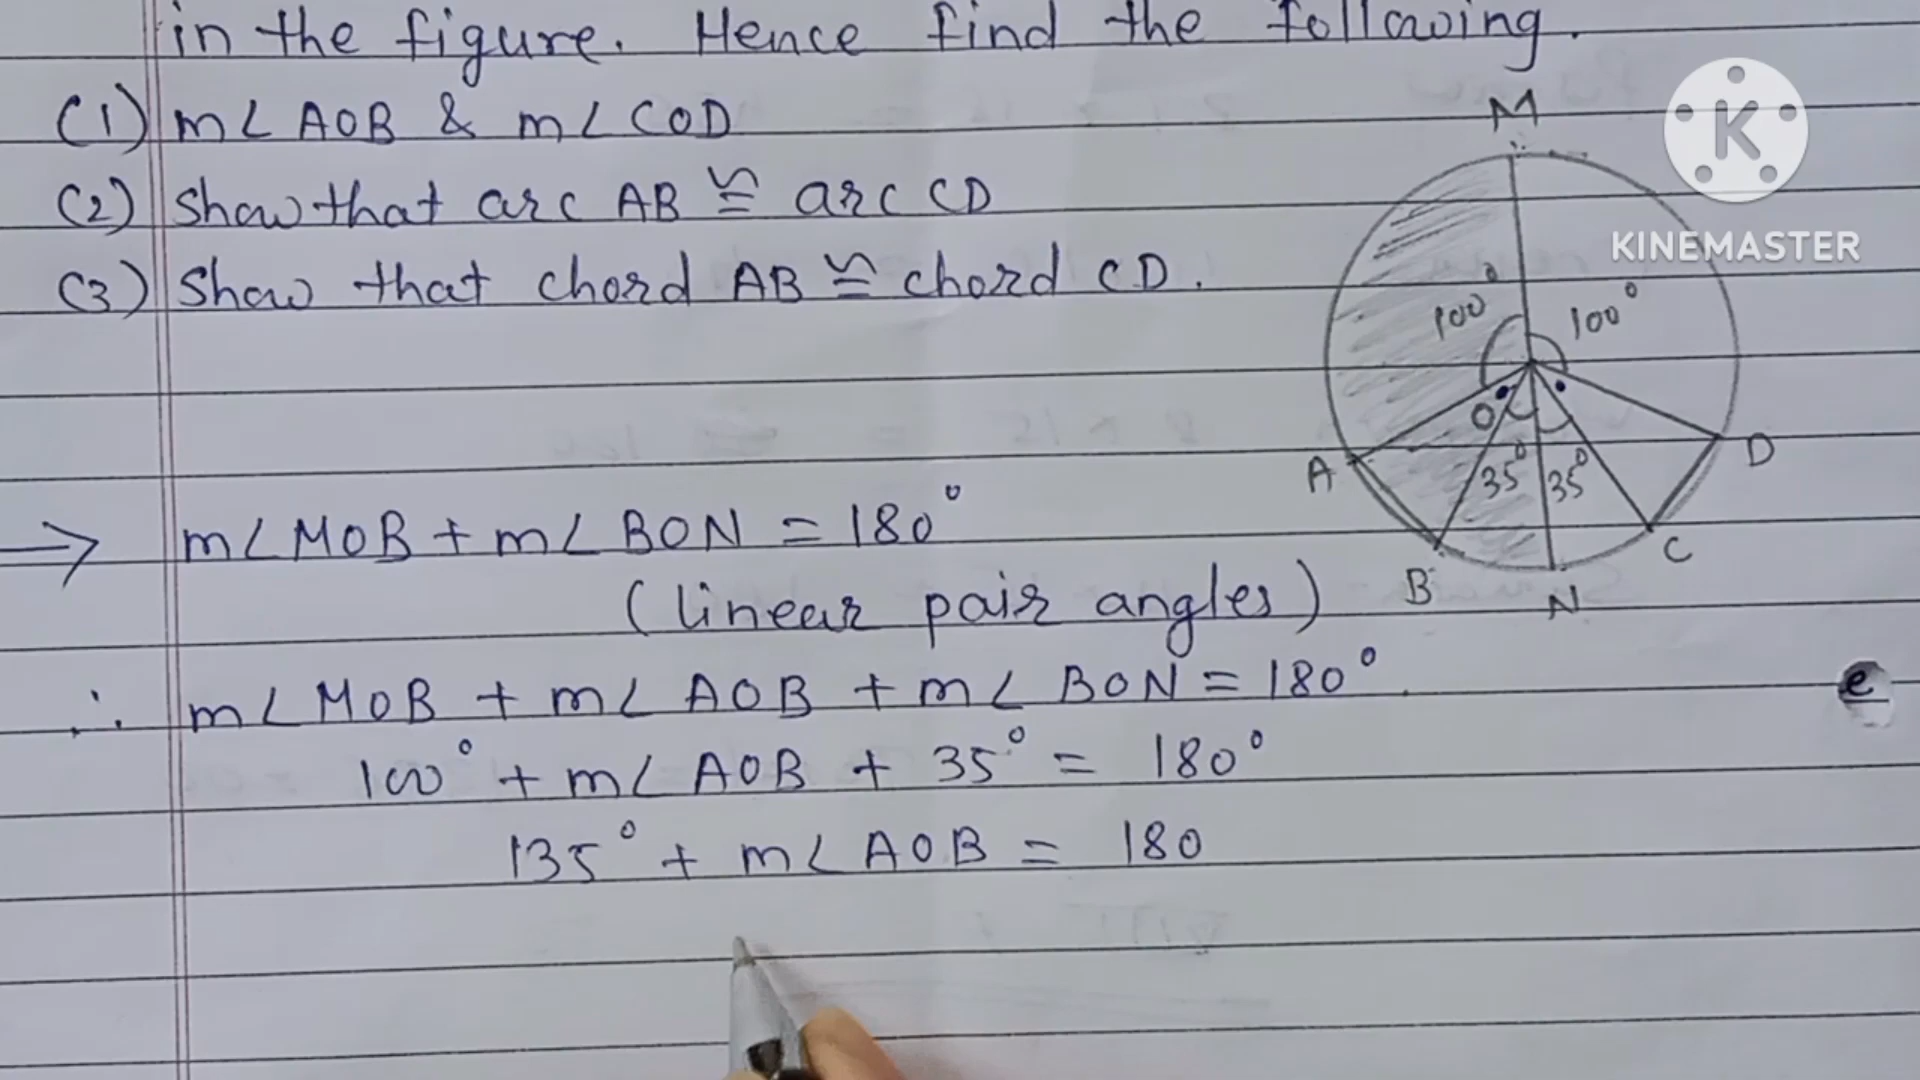 in the figure. Hence find the following.
(1) m∠AOB & m∠COD
(2) Show that arc AB ≅ arc CD
(3) Show that chord AB ≅ chord CD.
M
K
KINEMASTER
100° 100°
O
35° 35°
A
D
B
N
C
⇒ m∠MOB + m∠BON = 180°
(linear pair angles)
∴ m∠MOB + m∠AOB + m∠BON = 180°.
e
100° + m∠AOB + 35° = 180°
135° + m∠AOB = 180